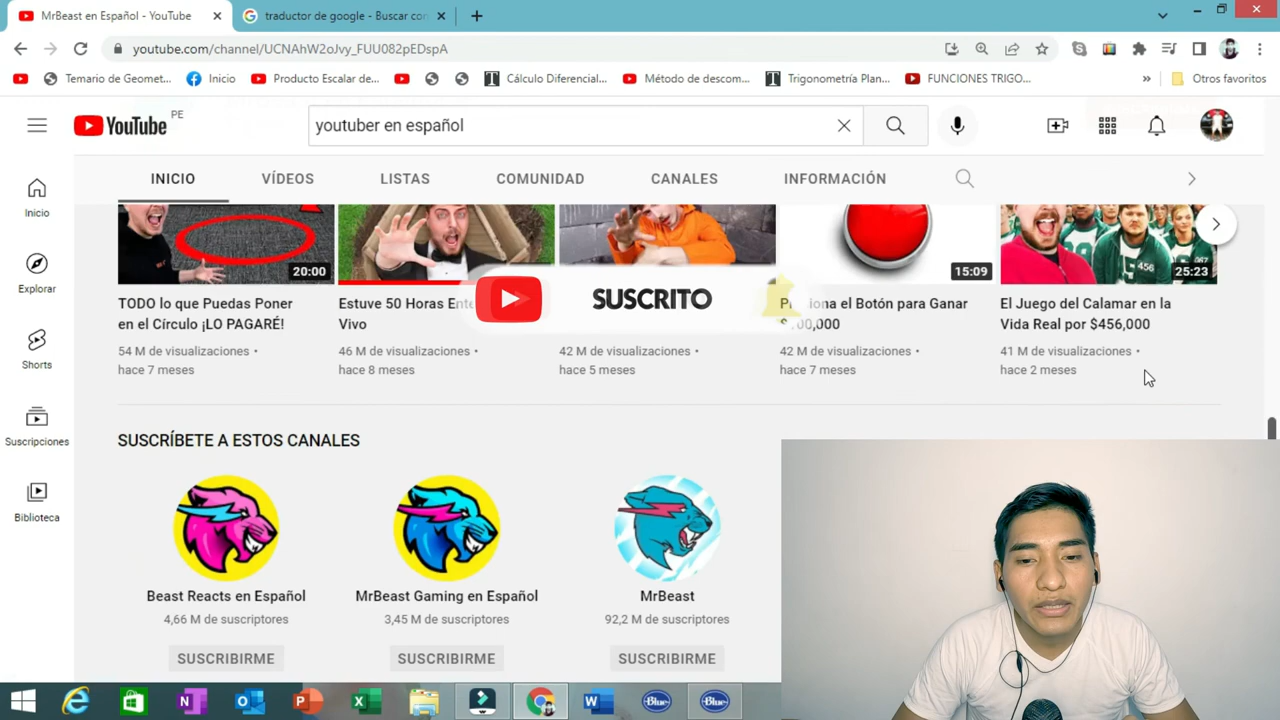 MrBeast en Español - YouTube
traductor de google - Buscar con
youtube.com/channel/UCNAhW2oJvy_FUU082pEDspA
Temario de Geomet...
Inicio
Producto Escalar de...
Cálculo Diferencial...
Método de descom...
Trigonometría Plan...
FUNCIONES TRIGO...
Otros favoritos
YouTube PE
youtuber en español
INICIO
VÍDEOS
LISTAS
COMUNIDAD
CANALES
INFORMACIÓN
Inicio
Explorar
Shorts
Suscripciones
Biblioteca
20:00
15:09
456
25:23
TODO lo que Puedas Poner
en el Círculo ¡LO PAGARÉ!
54 M de visualizaciones •
hace 7 meses
Estuve 50 Horas
Vivo
46 M de visualizaciones •
hace 8 meses
SUSCRITO
42 M de visualizaciones •
hace 5 meses
el Botón para Ganar
42 M de visualizaciones •
hace 7 meses
El Juego del Calamar en la
Vida Real por $456,000
41 M de visualizaciones •
hace 2 meses
SUSCRÍBETE A ESTOS CANALES
Beast Reacts en Español
4,66 M de suscriptores
SUSCRIBIRME
MrBeast Gaming en Español
3,45 M de suscriptores
SUSCRIBIRME
MrBeast
92,2 M de suscriptores
SUSCRIBIRME
Blue
Blue